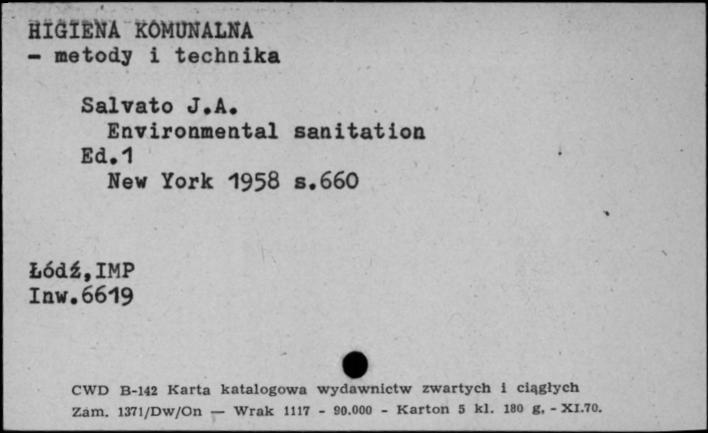 HIGIENA KOMUNALNA
- metody i technika
Salvato J.A.
Environmental sanitation
Ed.1
New York 1958 s.660
Łódź,IMP
Inw.6619
CWD B-142 Karta katalogowa wydawnictw zwartych i ciągłych
Zam. 1371/Dw/On — Wrak 1117 - 90.000 - Karton 5 kl. 180 g, - XI.70.